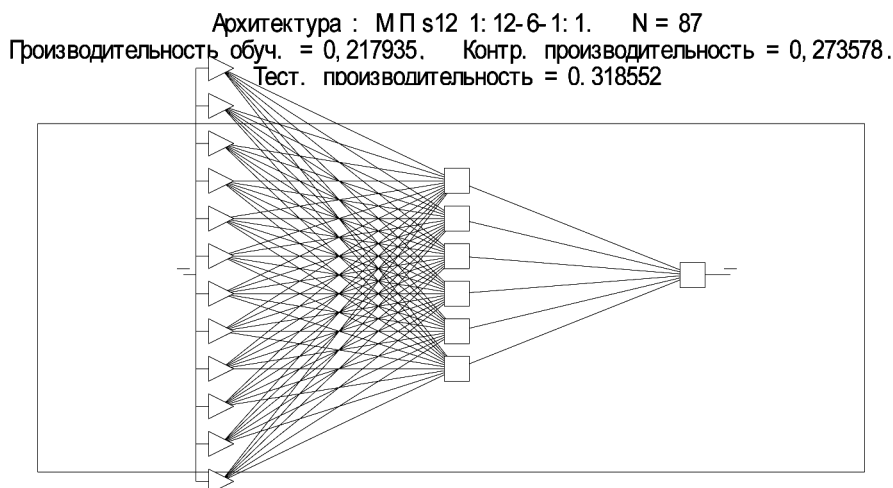 Архитектура : МП s12 1:12-6-1:1. N = 87
Производительность обуч. = 0,217935. Контр. производительность = 0,273578.
Тест. производительность = 0.318552